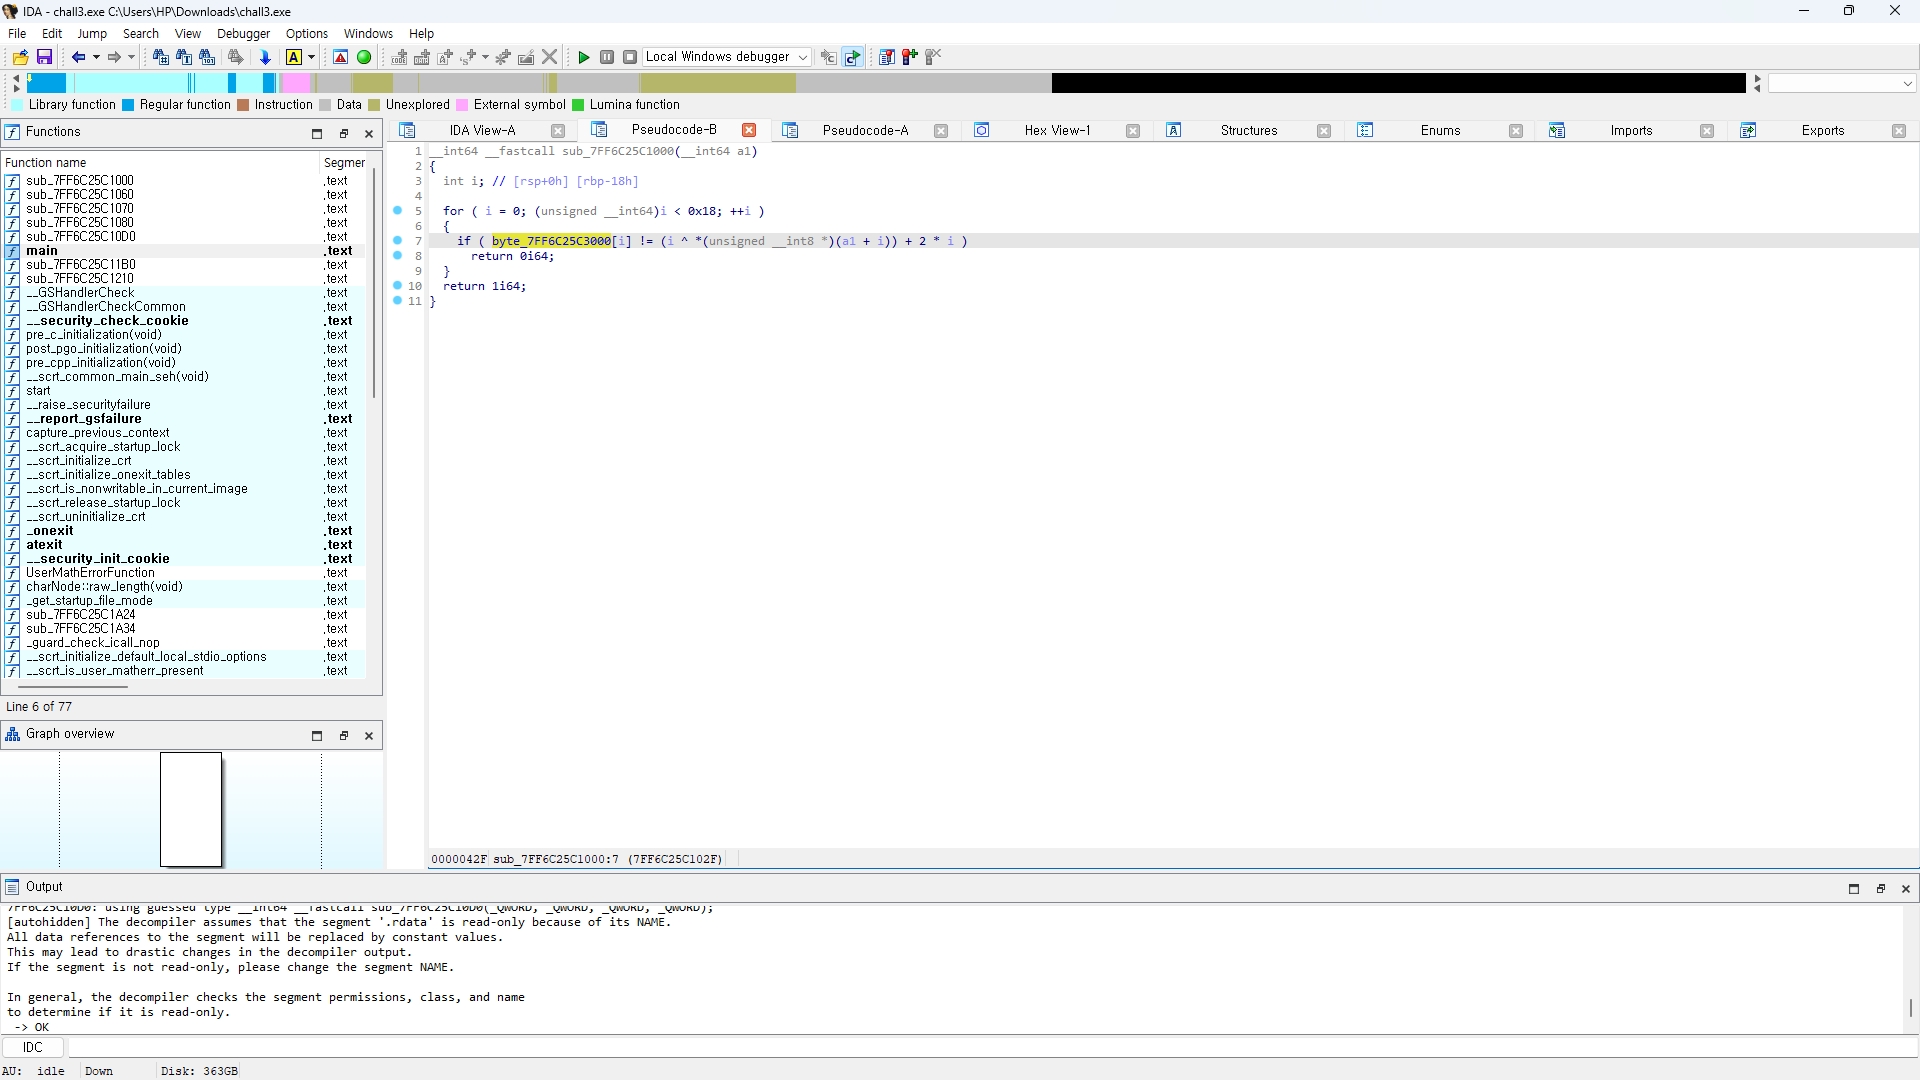 IDA - chall3.exe C:\Users\HP\Downloads\chall3.exe
File Edit Jump Search View Debugger Options Windows Help
Local Windows debugger
Library function Regular function Instruction Data Unexplored External symbol Lumina function
Functions
IDA View-A Pseudocode-B Pseudocode-A Hex View-1 Structures Enums Imports Exports
Function name Segmer
sub_7FF6C25C1000 .text
sub_7FF6C25C1060 .text
sub_7FF6C25C1070 .text
sub_7FF6C25C1080 .text
sub_7FF6C25C10D0 .text
main .text
sub_7FF6C25C11B0 .text
sub_7FF6C25C1210 .text
__GSHandlerCheck .text
__GSHandlerCheckCommon .text
__security_check_cookie .text
pre_c_initialization(void) .text
post_pgo_initialization(void) .text
pre_cpp_initialization(void) .text
__scrt_common_main_seh(void) .text
start .text
__raise_securityfailure .text
__report_gsfailure .text
capture_previous_context .text
__scrt_acquire_startup_lock .text
__scrt_initialize_crt .text
__scrt_initialize_onexit_tables .text
__scrt_is_nonwritable_in_current_image .text
__scrt_release_startup_lock .text
__scrt_uninitialize_crt .text
_onexit .text
atexit .text
__security_init_cookie .text
UserMathErrorFunction .text
charNode::raw_length(void) .text
_get_startup_file_mode .text
sub_7FF6C25C1A24 .text
sub_7FF6C25C1A34 .text
_guard_check_icall_nop .text
__scrt_initialize_default_local_stdio_options .text
__scrt_is_user_matherr_present .text
Line 6 of 77
Graph overview
1 __int64 __fastcall sub_7FF6C25C1000(__int64 a1)
2 {
3 int i; // [rsp+0h] [rbp-18h]
4
5 for ( i = 0; (unsigned __int64)i < 0x18; ++i )
6 {
7 if ( byte_7FF6C25C3000[i] != (i ^ *(unsigned __int8 *)(a1 + i)) + 2 * i )
8 return 0i64;
9 }
10 return 1i64;
11 }
0000042F sub_7FF6C25C1000:7 (7FF6C25C102F)
Output
7FF6C25C10D0: using guessed type __int64 __fastcall sub_7FF6C25C10D0(_QWORD, _QWORD, _QWORD, _QWORD);
[autohidden] The decompiler assumes that the segment '.rdata' is read-only because of its NAME.
All data references to the segment will be replaced by constant values.
This may lead to drastic changes in the decompiler output.
If the segment is not read-only, please change the segment NAME.
In general, the decompiler checks the segment permissions, class, and name
to determine if it is read-only.
-> OK
IDC
AU: idle Down Disk: 363GB